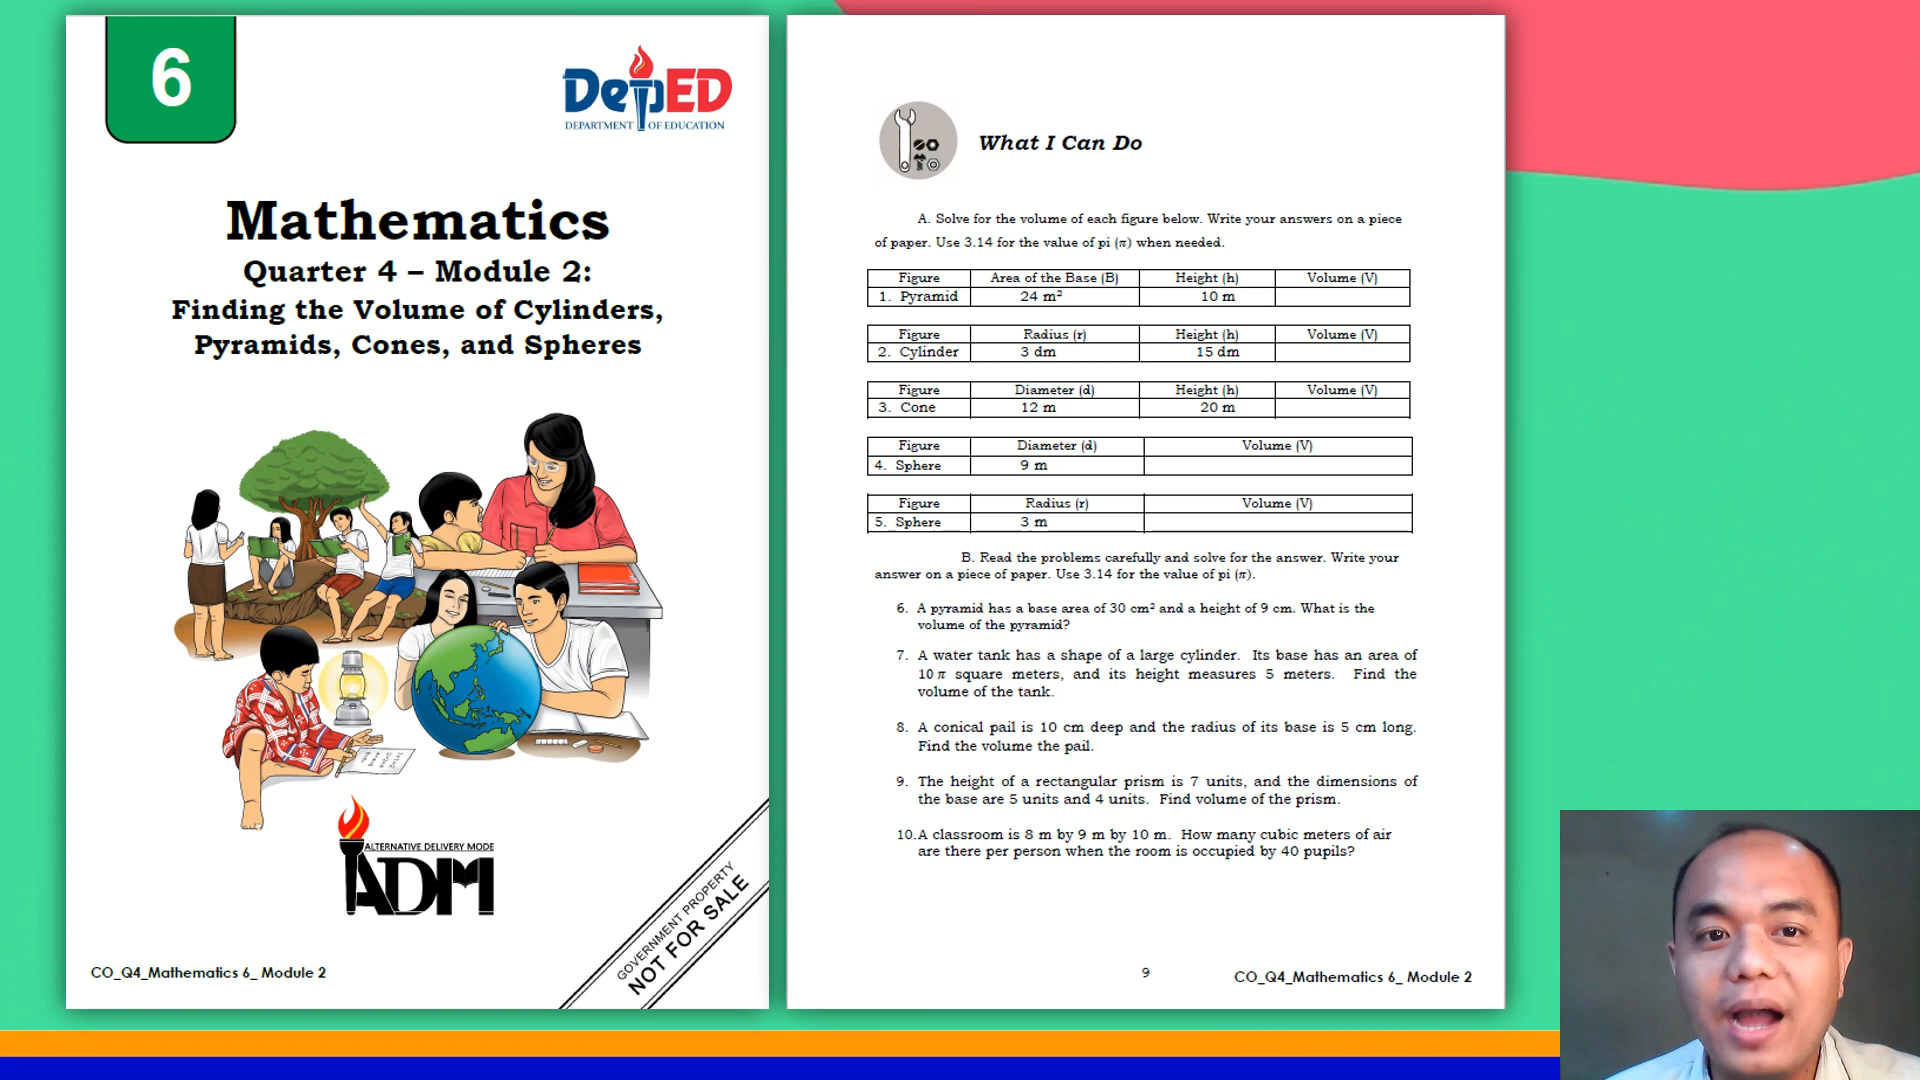 6
DepED
DEPARTMENT OF EDUCATION
Mathematics
Quarter 4 – Module 2:
Finding the Volume of Cylinders,
Pyramids, Cones, and Spheres
ALTERNATIVE DELIVERY MODE
ADM
GOVERNMENT PROPERTY
NOT FOR SALE
CO_Q4_Mathematics 6_ Module 2
What I Can Do
A. Solve for the volume of each figure below. Write your answers on a piece
of paper. Use 3.14 for the value of pi (π) when needed.
Figure Area of the Base (B) Height (h) Volume (V)
1. Pyramid 24 m² 10 m
Figure Radius (r) Height (h) Volume (V)
2. Cylinder 3 dm 15 dm
Figure Diameter (d) Height (h) Volume (V)
3. Cone 12 m 20 m
Figure Diameter (d) Volume (V)
4. Sphere 9 m
Figure Radius (r) Volume (V)
5. Sphere 3 m
B. Read the problems carefully and solve for the answer. Write your
answer on a piece of paper. Use 3.14 for the value of pi (π).
6. A pyramid has a base area of 30 cm² and a height of 9 cm. What is the
volume of the pyramid?
7. A water tank has a shape of a large cylinder. Its base has an area of
10 π square meters, and its height measures 5 meters. Find the
volume of the tank.
8. A conical pail is 10 cm deep and the radius of its base is 5 cm long.
Find the volume the pail.
9. The height of a rectangular prism is 7 units, and the dimensions of
the base are 5 units and 4 units. Find volume of the prism.
10.A classroom is 8 m by 9 m by 10 m. How many cubic meters of air
are there per person when the room is occupied by 40 pupils?
9
CO_Q4_Mathematics 6_ Module 2